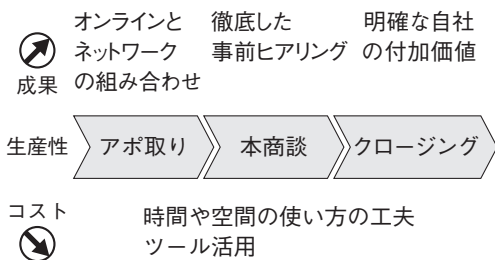 オンラインと
ネットワーク
の組み合わせ
徹底した
事前ヒアリング
明確な自社
の付加価値
成果
生産性
アポ取り
本商談
クロージング
コスト
時間や空間の使い方の工夫
ツール活用